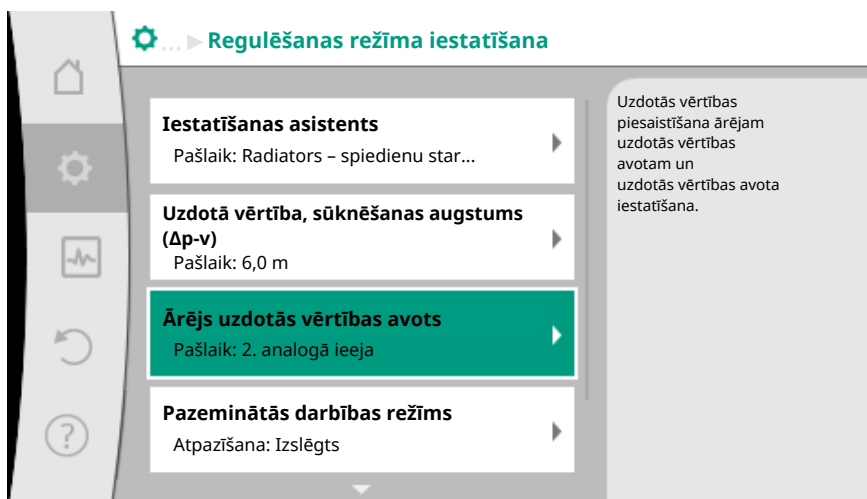 ... Regulēšanas režīma iestatīšana
Iestatīšanas asistents
Pašlaik: Radiators – spiedienu star...
Uzdotā vērtība, sūknēšanas augstums
(Δp-v)
Pašlaik: 6,0 m
Ārējs uzdotās vērtības avots
Pašlaik: 2. analogā ieeja
Pazeminātās darbības režīms
Atpazīšana: Izslēgts
Uzdotās vērtības
piesaistīšana ārējam
uzdotās vērtības
avotam un
uzdotās vērtības avota
iestatīšana.
?